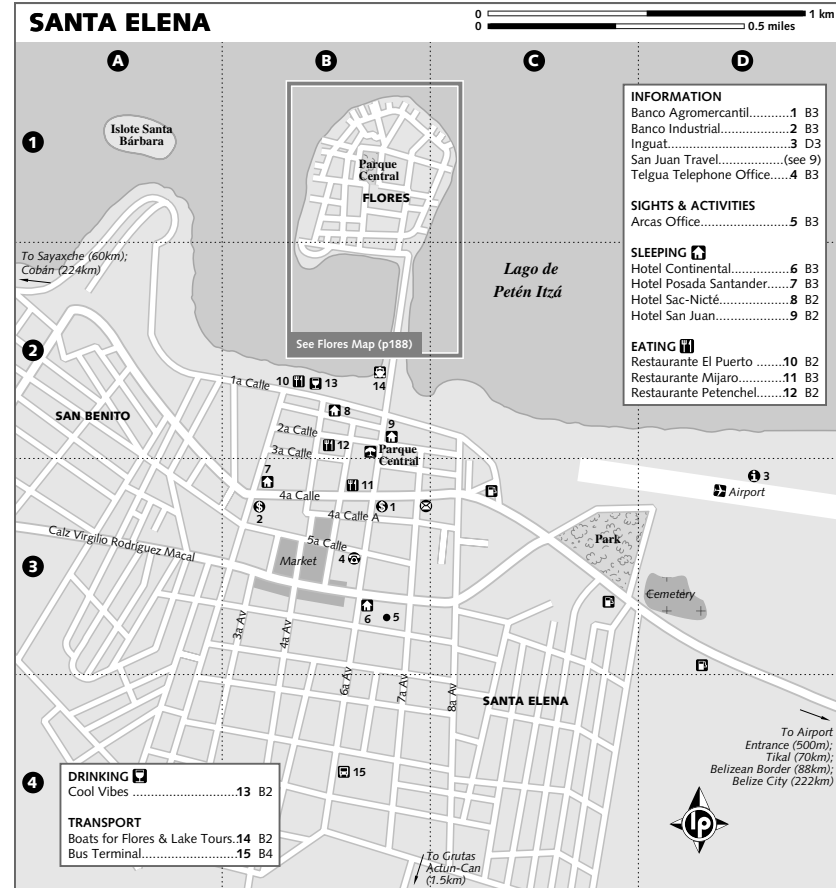 SANTA ELENA
0 1 km
0 0.5 miles
A B C D
1
2
3
4
INFORMATION
Banco Agromercantil...........1 B3
Banco Industrial...................2 B3
Inguat..................................3 D3
San Juan Travel................(see 9)
Telgua Telephone Office.....4 B3
SIGHTS & ACTIVITIES
Arcas Office.........................5 B3
SLEEPING
Hotel Continental................6 B3
Hotel Posada Santander......7 B3
Hotel Sac-Nicté...................8 B2
Hotel San Juan....................9 B2
EATING
Restaurante El Puerto ........10 B2
Restaurante Mijaro............11 B3
Restaurante Petenchel.......12 B2
Islote Santa
Bárbara
Parque
Central
FLORES
To Sayaxche (60km);
Cobán (224km)
Lago de
Petén Itzá
See Flores Map (p188)
1a Calle
10
13
14
SAN BENITO
8
9
2a Calle
12
3a Calle
Parque
Central
7
11
4a Calle
2
1
4a Calle A
3
Airport
Calz Virgilio Rodríguez Macal
5a Calle
Market
4
Park
Cemetery
6
5
3a Av
4a Av
6a Av
7a Av
8a Av
SANTA ELENA
15
To Airport
Entrance (500m);
Tikal (70km);
Belizean Border (88km);
Belize City (222km)
DRINKING
Cool Vibes .......................13 B2
TRANSPORT
Boats for Flores & Lake Tours.14 B2
Bus Terminal.......................15 B4
To Grutas
Actun-Can
(1.5km)
lp